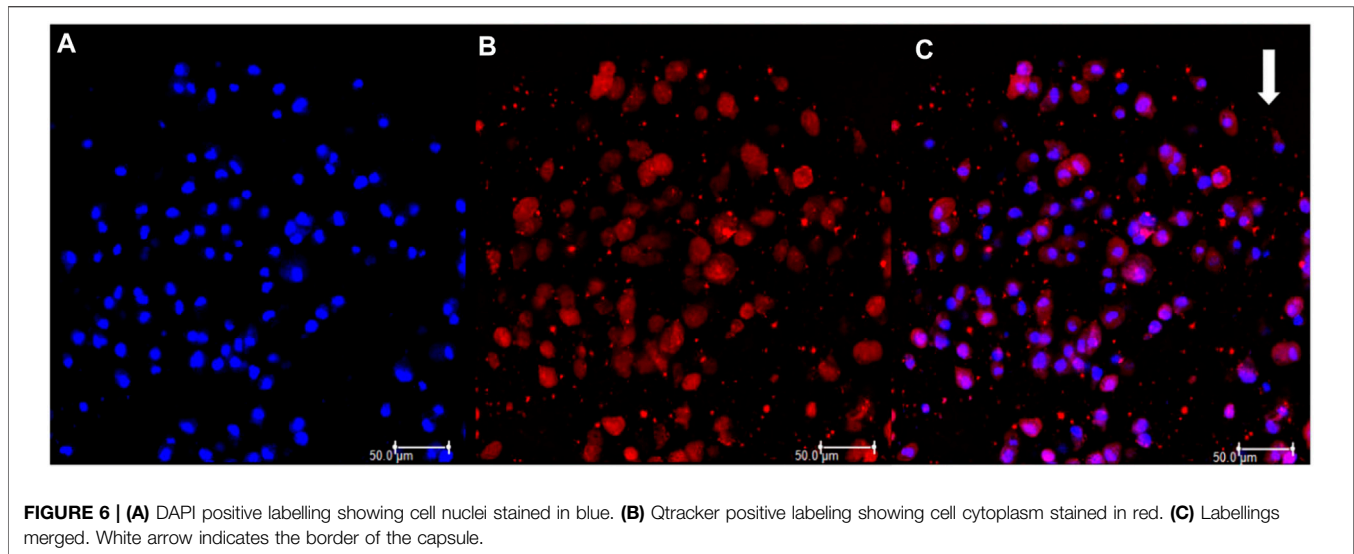 A
B
C
50.0 µm
50.0 µm
50.0 µm
FIGURE 6 | (A) DAPI positive labelling showing cell nuclei stained in blue. (B) Qtracker positive labeling showing cell cytoplasm stained in red. (C) Labellings
merged. White arrow indicates the border of the capsule.